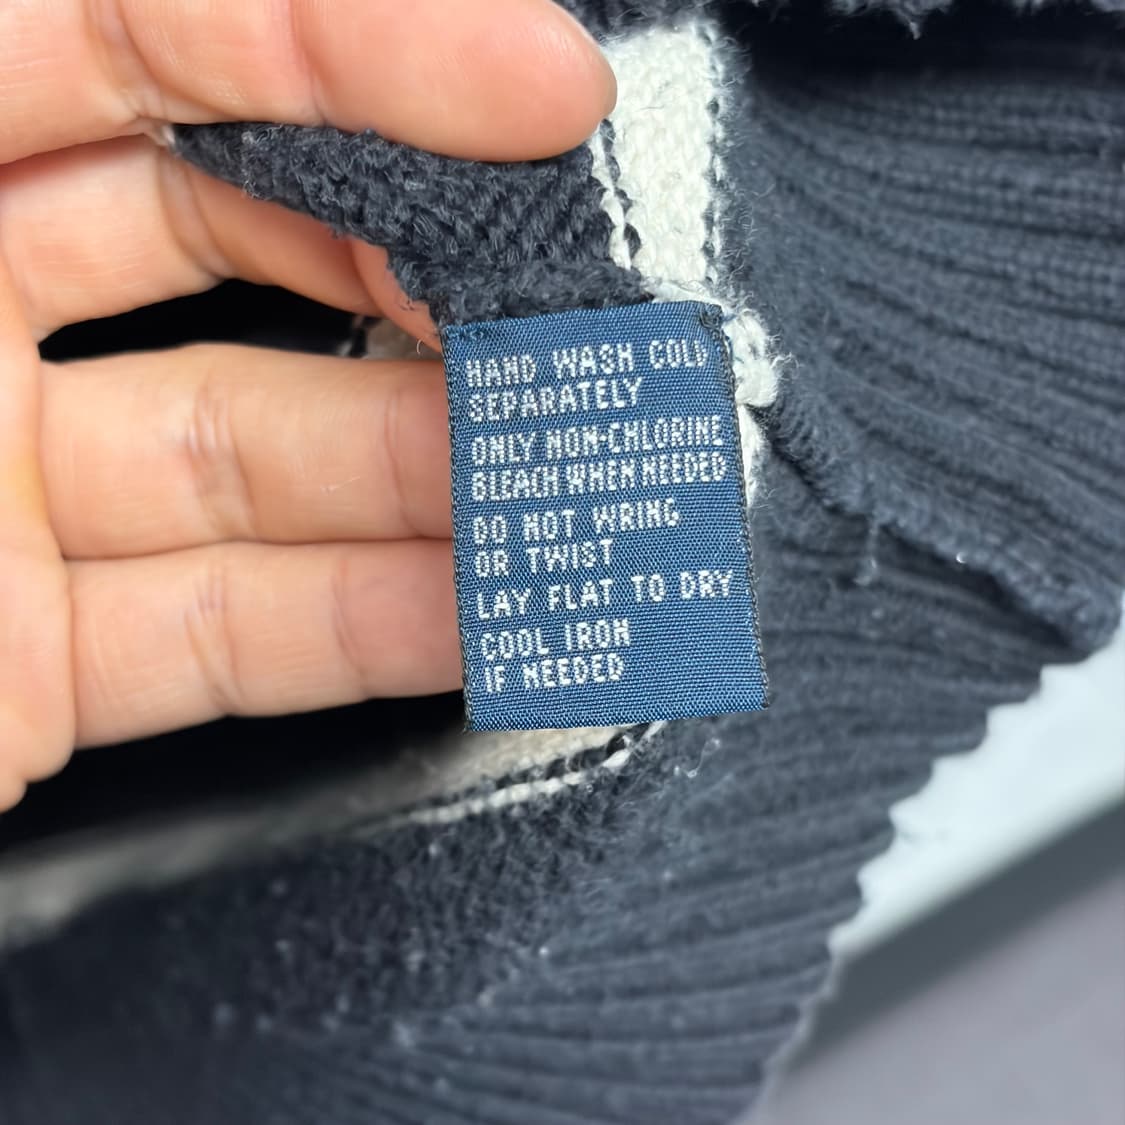 HAND WASH COLD
SEPARATELY
ONLY NON-CHLORINE
BLEACH WHEN NEEDED
DO NOT WRING
OR TWIST
LAY FLAT TO DRY
COOL IRON
IF NEEDED